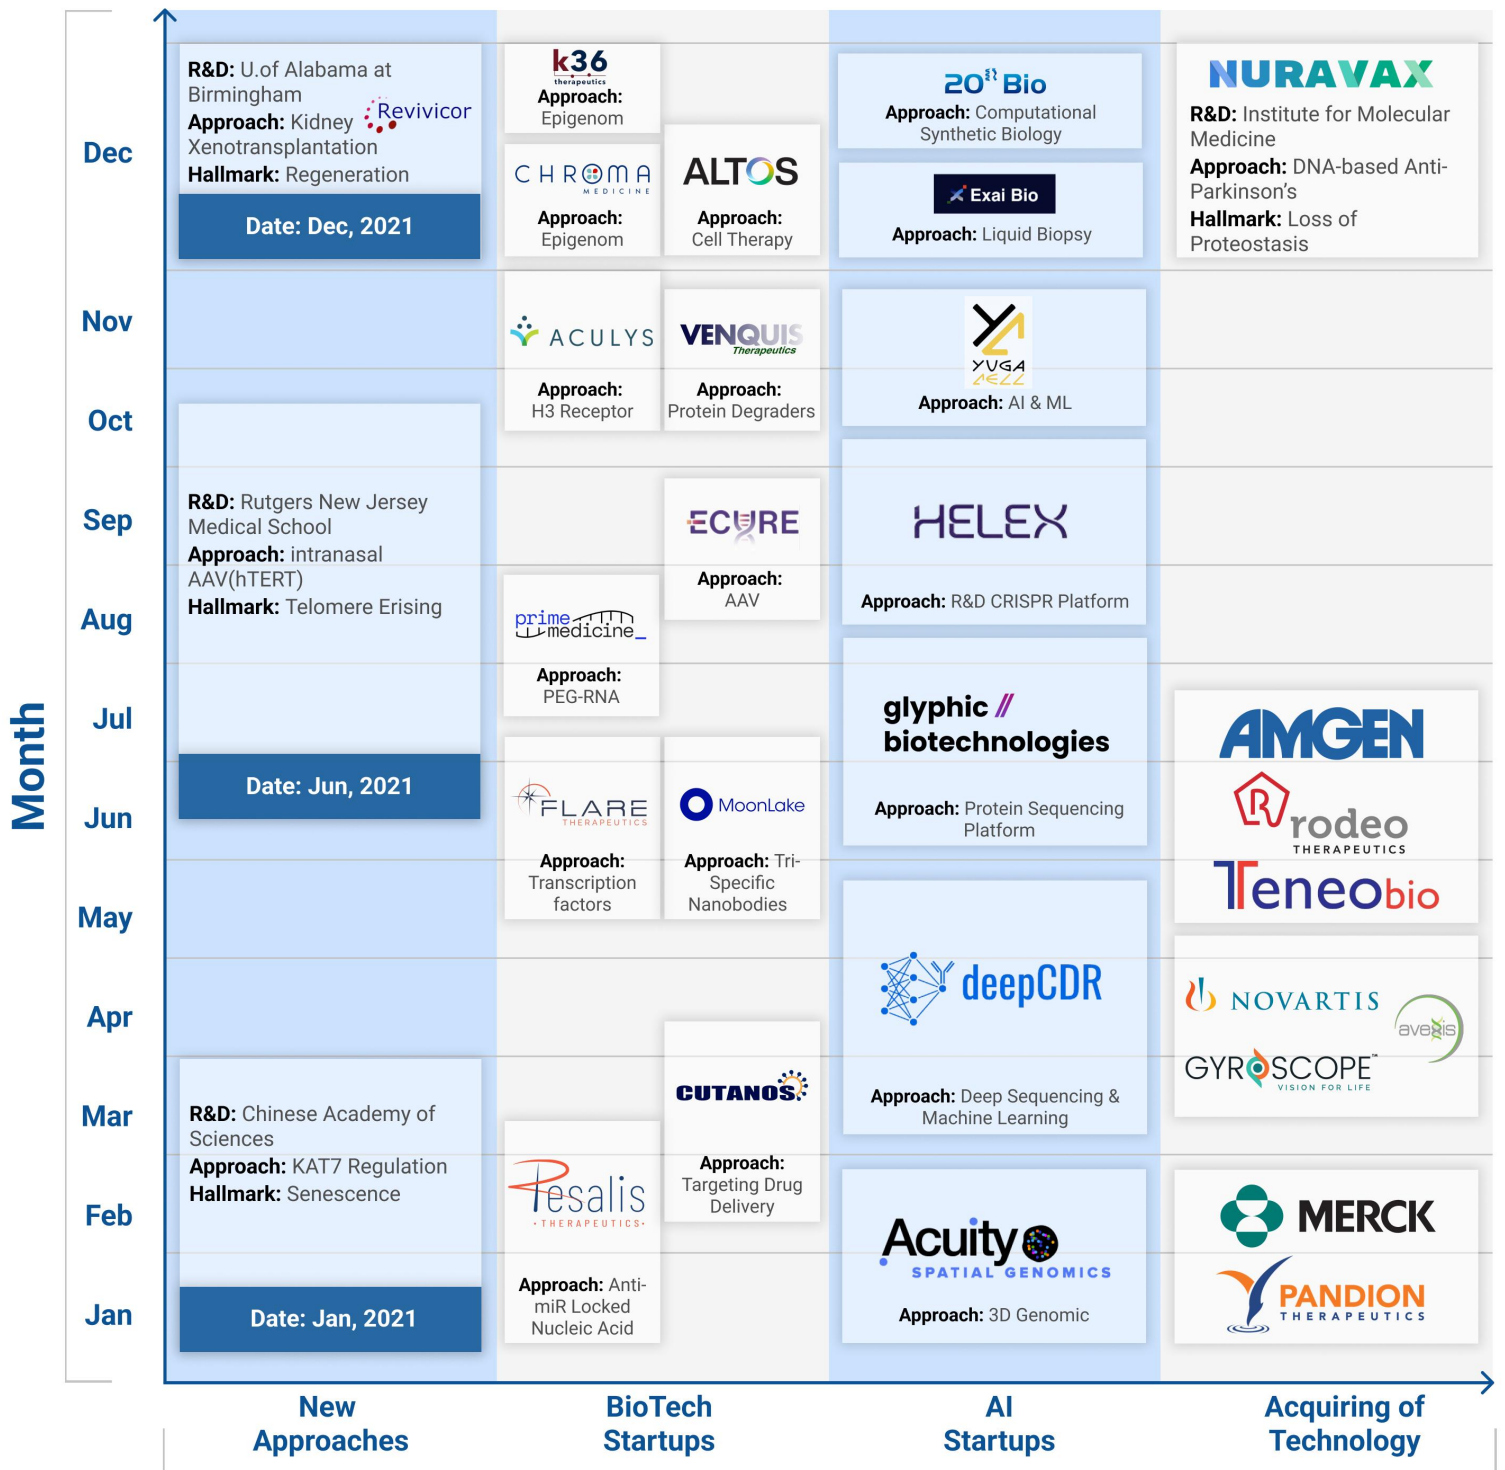 Month
Dec
Nov
Oct
Sep
Aug
Jul
Jun
May
Apr
Mar
Feb
Jan
R&D: U.of Alabama at
Birmingham
Approach: Kidney
Revivicor
Xenotransplantation
Hallmark: Regeneration
Date: Dec, 2021
R&D: Rutgers New Jersey
Medical School
Approach: intranasal
AAV(hTERT)
Hallmark: Telomere Erising
Date: Jun, 2021
R&D: Chinese Academy of
Sciences
Approach: KAT7 Regulation
Hallmark: Senescence
Date: Jan, 2021
k36
therapeutics
Approach:
Epigenom
CHROMA
MEDICINE
Approach:
Epigenom
ALTOS
Approach:
Cell Therapy
ACULYS
Approach:
H3 Receptor
VENQUIS
Therapeutics
Approach:
Protein Degraders
ECURE
Approach:
AAV
prime
medicine_
Approach:
PEG-RNA
FLARE
THERAPEUTICS
Approach:
Transcription
factors
MoonLake
Approach: Tri-
Specific
Nanobodies
CUTANOS
Approach:
Targeting Drug
Delivery
Resalis
THERAPEUTICS
Approach: Anti-
miR Locked
Nucleic Acid
20 Bio
Approach: Computational
Synthetic Biology
Exai Bio
Approach: Liquid Biopsy
YUGA
CELL
Approach: AI & ML
HELEX
Approach: R&D CRISPR Platform
glyphic //
biotechnologies
Approach: Protein Sequencing
Platform
deepCDR
Approach: Deep Sequencing &
Machine Learning
Acuity
SPATIAL GENOMICS
Approach: 3D Genomic
NURAVAX
R&D: Institute for Molecular
Medicine
Approach: DNA-based Anti-
Parkinson's
Hallmark: Loss of
Proteostasis
AMGEN
R
rodeo
THERAPEUTICS
Teneobio
NOVARTIS
avexis
GYROSCOPE™
VISION FOR LIFE
MERCK
PANDION
THERAPEUTICS
New
Approaches
BioTech
Startups
AI
Startups
Acquiring of
Technology